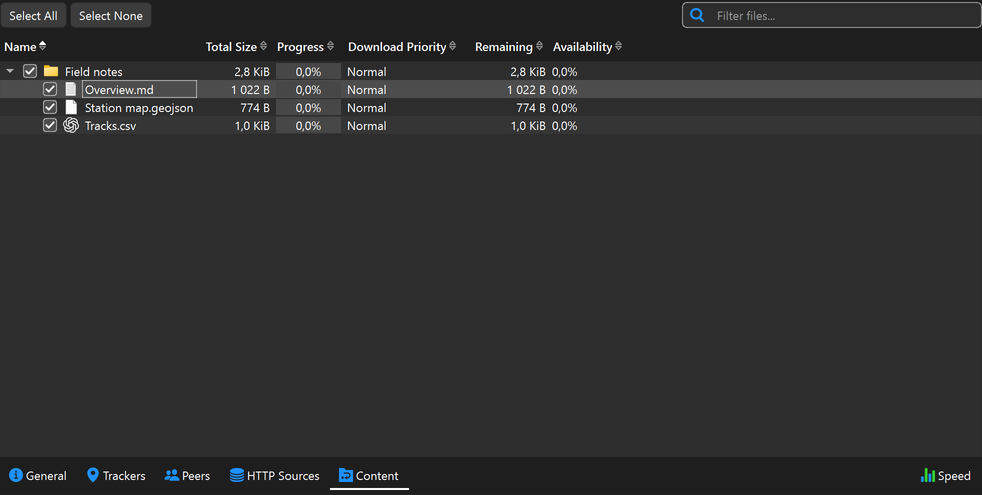 Select All Select None Filter files...
Name Total Size Progress Download Priority Remaining Availability
Field notes 2,8 KiB 0,0% Normal 2,8 KiB 0,0%
Overview.md 1 022 B 0,0% Normal 1 022 B 0,0%
Station map.geojson 774 B 0,0% Normal 774 B 0,0%
Tracks.csv 1,0 KiB 0,0% Normal 1,0 KiB 0,0%
General Trackers Peers HTTP Sources Content Speed